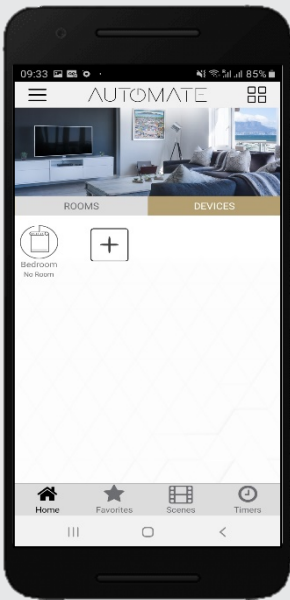 09:33 85%
AUTOMATE
ROOMS DEVICES
Bedroom
No Room
Home Favorites Scenes Timers